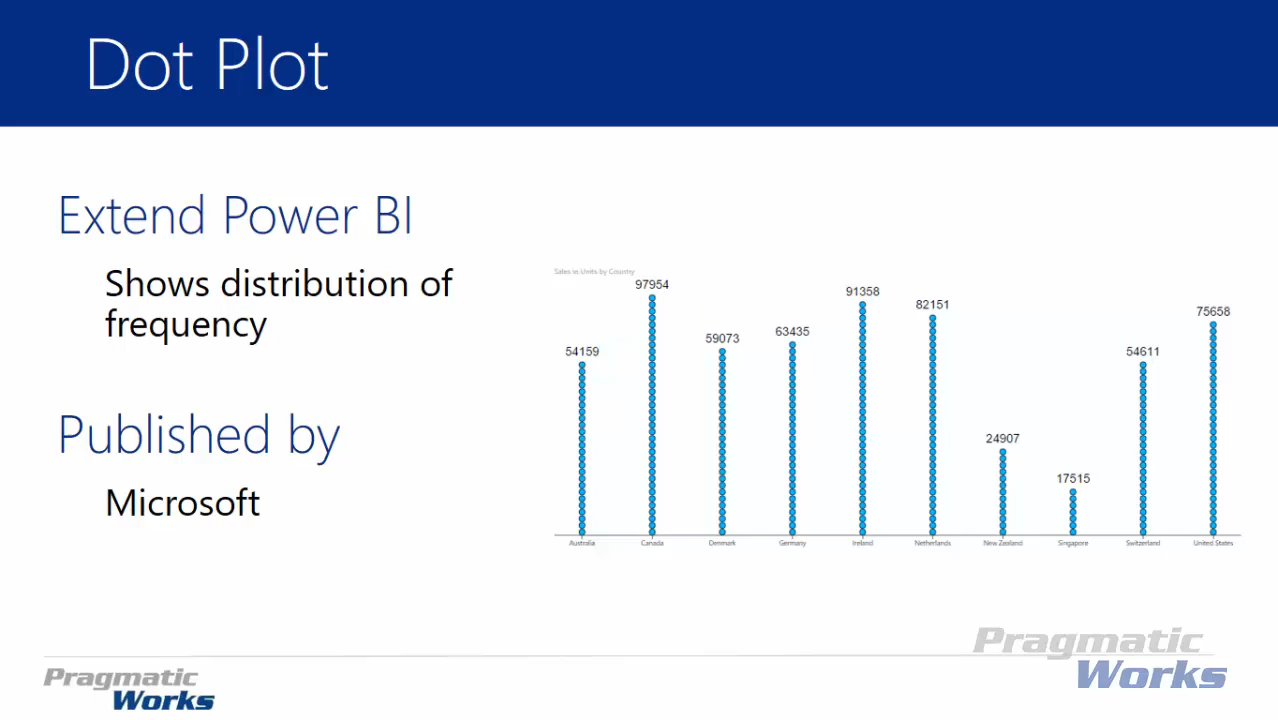 Dot Plot
Extend Power BI
Shows distribution of
frequency
Published by
Microsoft
Sales in Units by Country
97954
91358
82151
75658
59073
63435
54159
54611
24907
17515
Australia
Canada
Denmark
Germany
Ireland
Netherlands
New Zealand
Singapore
Switzerland
United States
Pragmatic
Works
Pragmatic
Works